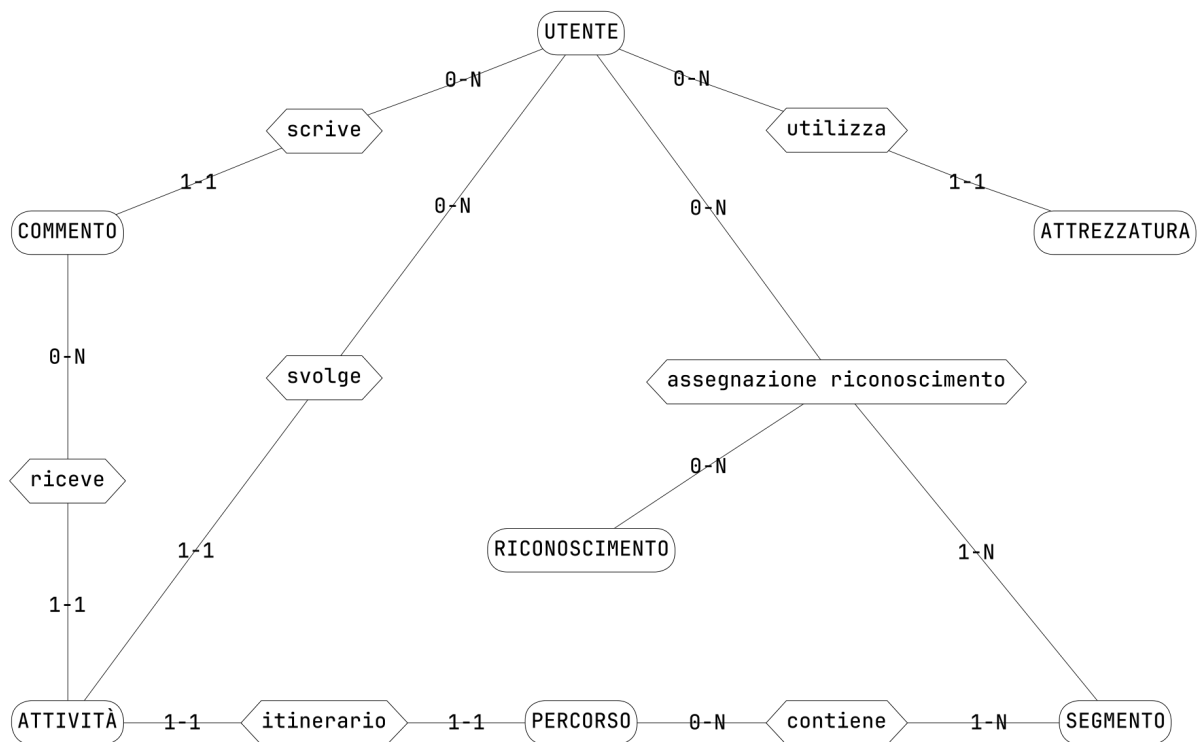 UTENTE
0-N
0-N
scrive
utilizza
1-1
1-1
0-N
0-N
COMMENTO
ATTREZZATURA
0-N
svolge
assegnazione riconoscimento
0-N
riceve
1-1
RICONOSCIMENTO
1-N
1-1
ATTIVITÀ
1-1
itinerario
1-1
PERCORSO
0-N
contiene
1-N
SEGMENTO